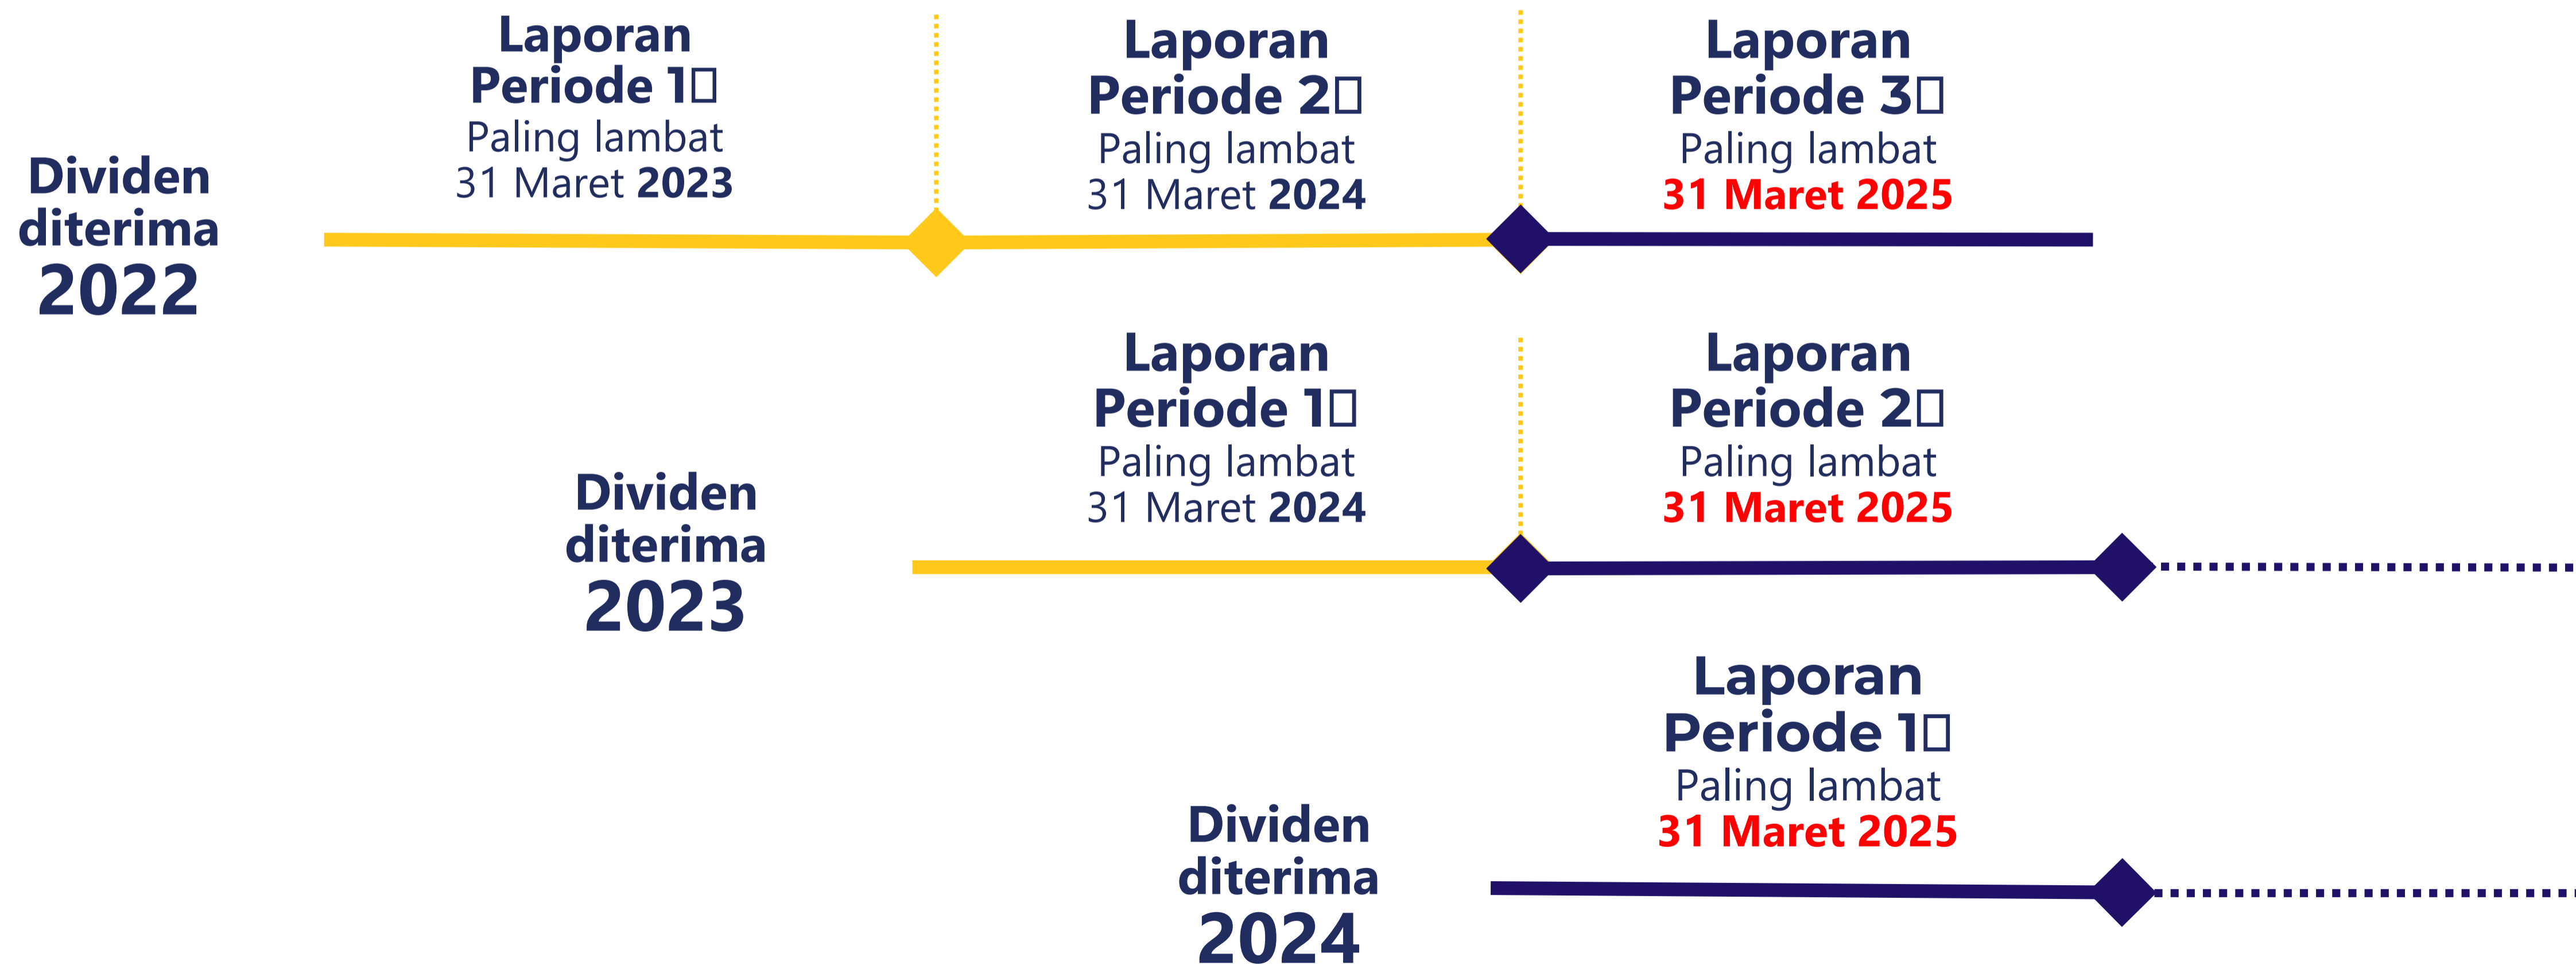 Laporan
Periode 1
Paling lambat
31 Maret 2023
Laporan
Periode 2
Paling lambat
31 Maret 2024
Laporan
Periode 3
Paling lambat
31 Maret 2025
Dividen
diterima
2022
Laporan
Periode 1
Paling lambat
31 Maret 2024
Laporan
Periode 2
Paling lambat
31 Maret 2025
Dividen
diterima
2023
Laporan
Periode 1
Paling lambat
31 Maret 2025
Dividen
diterima
2024